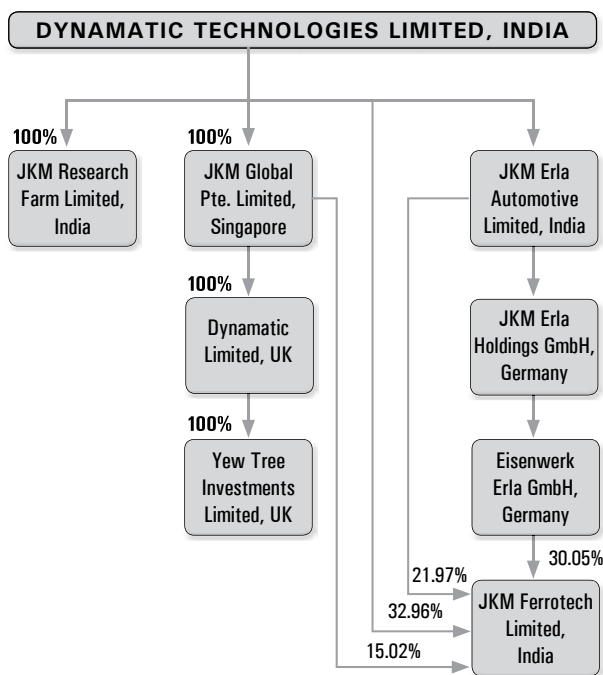 DYNAMATIC TECHNOLOGIES LIMITED, INDIA
100%
JKM Research
Farm Limited,
India
100%
JKM Global
Pte. Limited,
Singapore
JKM Erla
Automotive
Limited, India
100%
Dynamatic
Limited, UK
JKM Erla
Holdings GmbH,
Germany
100%
Yew Tree
Investments
Limited, UK
Eisenwerk
Erla GmbH,
Germany
30.05%
21.97%
32.96%
15.02%
JKM Ferrotech
Limited,
India